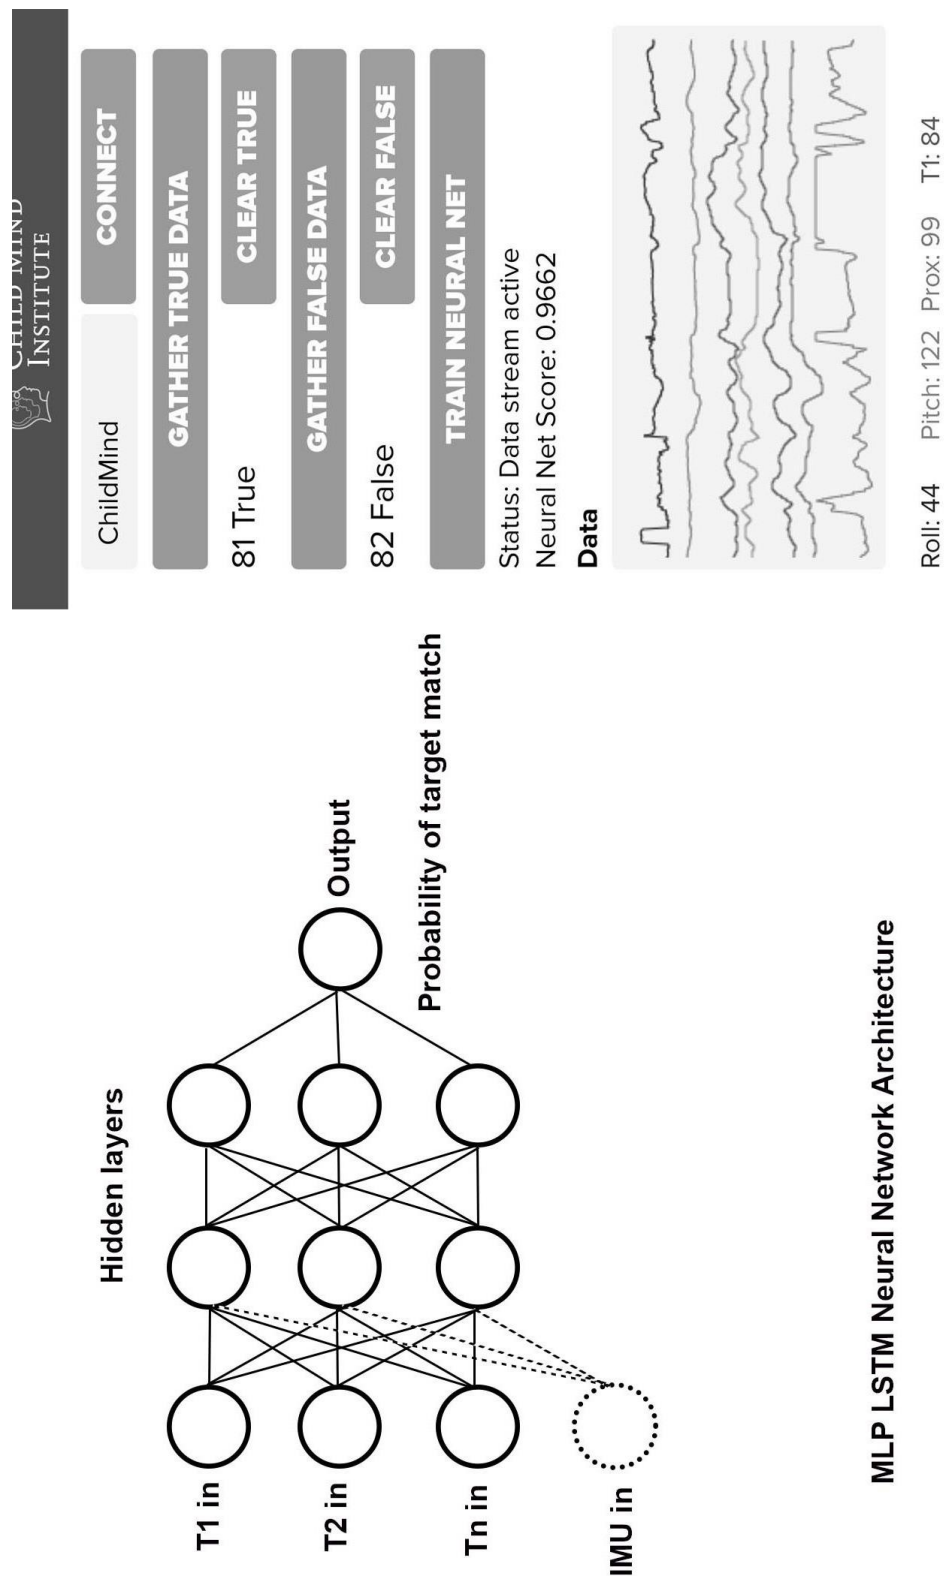 Hidden layers
T1 in
T2 in
Tn in
IMU in
Output
Probability of target match
MLP LSTM Neural Network Architecture
CHILD MIND
INSTITUTE
ChildMind
CONNECT
GATHER TRUE DATA
81 True
CLEAR TRUE
GATHER FALSE DATA
82 False
CLEAR FALSE
TRAIN NEURAL NET
Status: Data stream active
Neural Net Score: 0.9662
Data
Roll: 44 Pitch: 122 Prox: 99 T1: 84